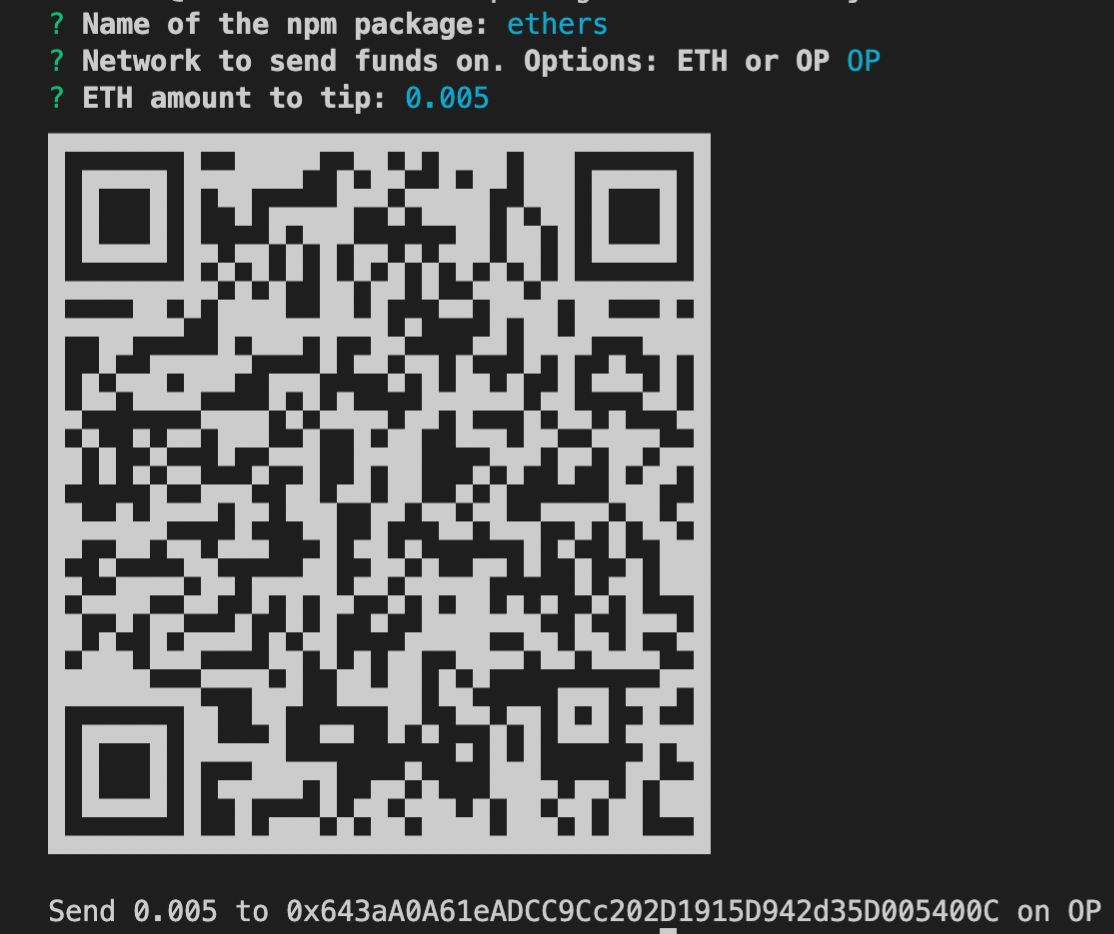 ? Name of the npm package: ethers
? Network to send funds on. Options: ETH or OP OP
? ETH amount to tip: 0.005
Send 0.005 to 0x643aA0A61eADCC9Cc202D1915D942d35D005400C on OP